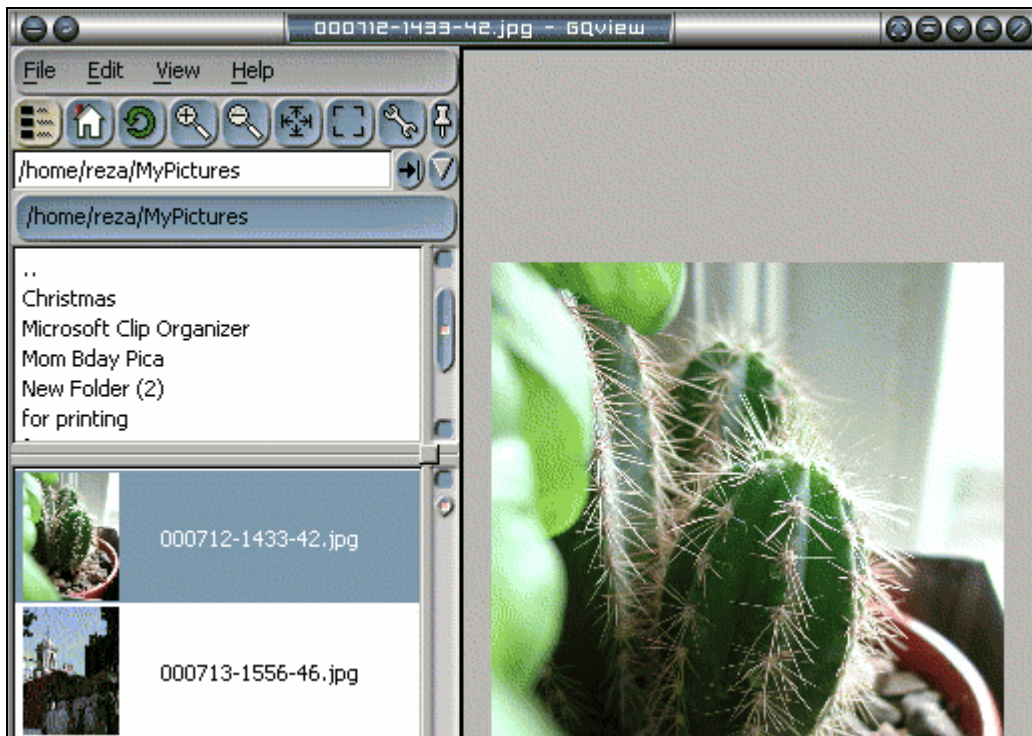 000712-1433-42.jpg - GQview
File Edit View Help
/home/reza/MyPictures
/home/reza/MyPictures
..
Christmas
Microsoft Clip Organizer
Mom Bday Pica
New Folder (2)
for printing
000712-1433-42.jpg
000713-1556-46.jpg